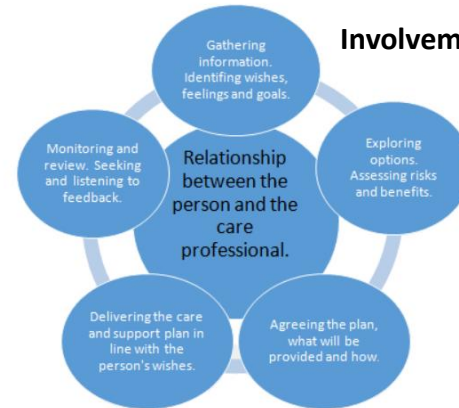 Involvem
Gathering
information.
Identifing wishes,
feelings and goals.
Exploring
options.
Assessing risks
and benefits.
Agreeing the plan,
what will be
provided and how.
Delivering the care
and support plan in
line with the
person's wishes.
Monitoring and
review. Seeking
and listening to
feedback.
Relationship
between the
person and the
care
professional.